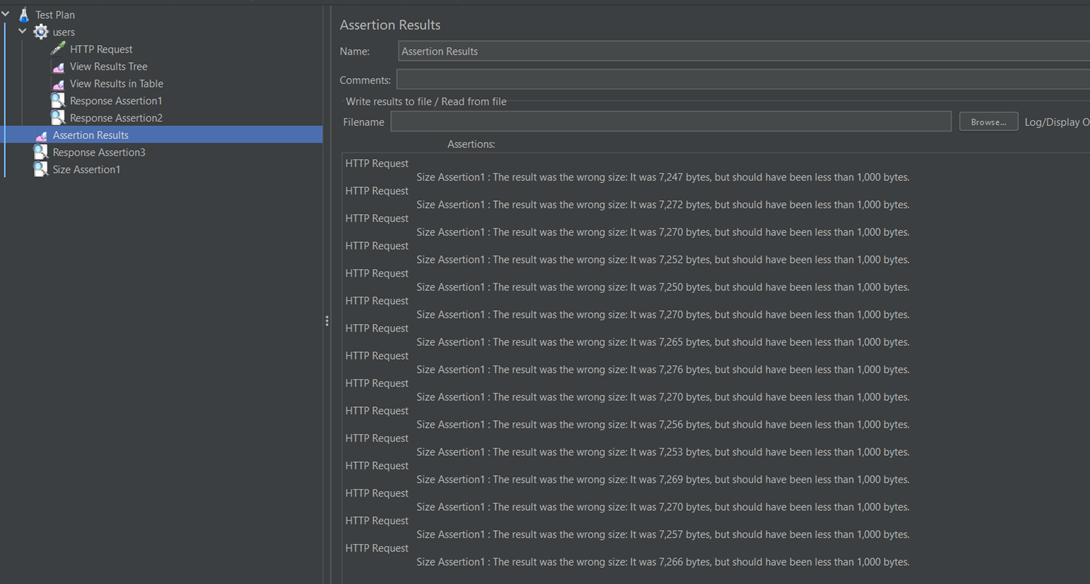 Test Plan
users
HTTP Request
View Results Tree
View Results in Table
Response Assertion1
Response Assertion2
Assertion Results
Response Assertion3
Size Assertion1
Assertion Results
Name: Assertion Results
Comments:
Write results to file / Read from file
Filename Browse... Log/Display O
Assertions:
HTTP Request
Size Assertion1 : The result was the wrong size: It was 7,247 bytes, but should have been less than 1,000 bytes.
HTTP Request
Size Assertion1 : The result was the wrong size: It was 7,272 bytes, but should have been less than 1,000 bytes.
HTTP Request
Size Assertion1 : The result was the wrong size: It was 7,270 bytes, but should have been less than 1,000 bytes.
HTTP Request
Size Assertion1 : The result was the wrong size: It was 7,252 bytes, but should have been less than 1,000 bytes.
HTTP Request
Size Assertion1 : The result was the wrong size: It was 7,250 bytes, but should have been less than 1,000 bytes.
HTTP Request
Size Assertion1 : The result was the wrong size: It was 7,270 bytes, but should have been less than 1,000 bytes.
HTTP Request
Size Assertion1 : The result was the wrong size: It was 7,265 bytes, but should have been less than 1,000 bytes.
HTTP Request
Size Assertion1 : The result was the wrong size: It was 7,276 bytes, but should have been less than 1,000 bytes.
HTTP Request
Size Assertion1 : The result was the wrong size: It was 7,270 bytes, but should have been less than 1,000 bytes.
HTTP Request
Size Assertion1 : The result was the wrong size: It was 7,256 bytes, but should have been less than 1,000 bytes.
HTTP Request
Size Assertion1 : The result was the wrong size: It was 7,253 bytes, but should have been less than 1,000 bytes.
HTTP Request
Size Assertion1 : The result was the wrong size: It was 7,269 bytes, but should have been less than 1,000 bytes.
HTTP Request
Size Assertion1 : The result was the wrong size: It was 7,270 bytes, but should have been less than 1,000 bytes.
HTTP Request
Size Assertion1 : The result was the wrong size: It was 7,257 bytes, but should have been less than 1,000 bytes.
HTTP Request
Size Assertion1 : The result was the wrong size: It was 7,266 bytes, but should have been less than 1,000 bytes.